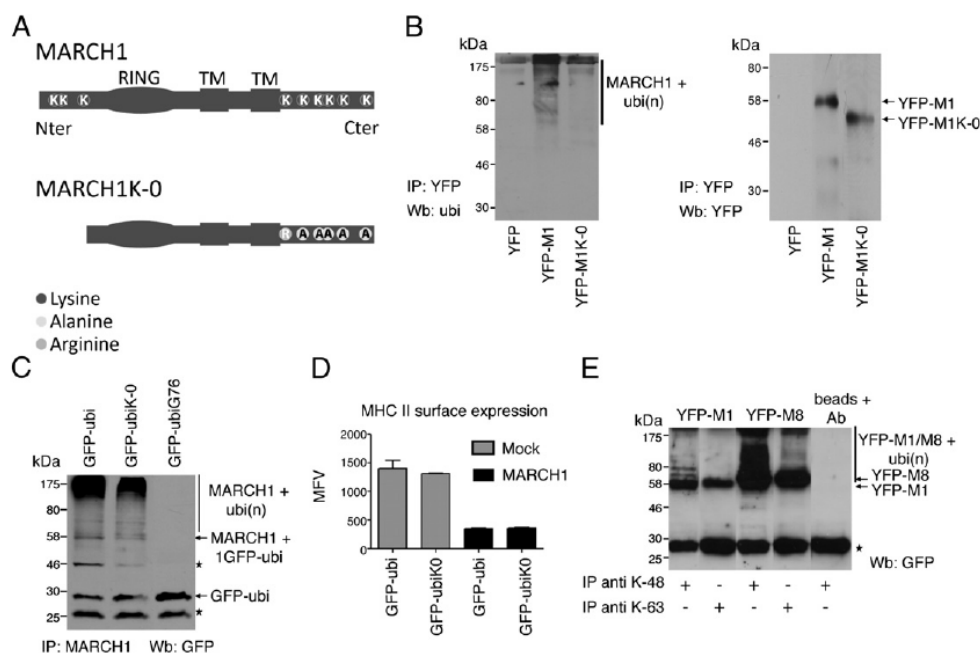 A
MARCH1
RING TM TM
KK K K K KK K K
Nter Cter
MARCH1K-0
R A AA A A
Lysine
Alanine
Arginine
B
kDa
175
80
58
46
30
MARCH1 +
ubi(n)
IP: YFP
Wb: ubi
YFP
YFP-M1
YFP-M1K-0
kDa
80
58
46
30
YFP-M1
YFP-M1K-0
IP: YFP
Wb: YFP
YFP
YFP-M1
YFP-M1K-0
C
GFP-ubi
GFP-ubiK-0
GFP-ubiG76
kDa
175
80
58
46
30
25
MARCH1 +
ubi(n)
MARCH1 +
1GFP-ubi
GFP-ubi
IP: MARCH1 Wb: GFP
D
MHC II surface expression
MFV
2000
1500
1000
500
0
Mock
MARCH1
GFP-ubi
GFP-ubiK0
GFP-ubi
GFP-ubiK0
E
kDa
YFP-M1 YFP-M8 beads +
Ab
175
80
58
46
30
25
YFP-M1/M8 +
ubi(n)
YFP-M8
YFP-M1
Wb: GFP
IP anti K-48 + - + - +
IP anti K-63 - + - + -